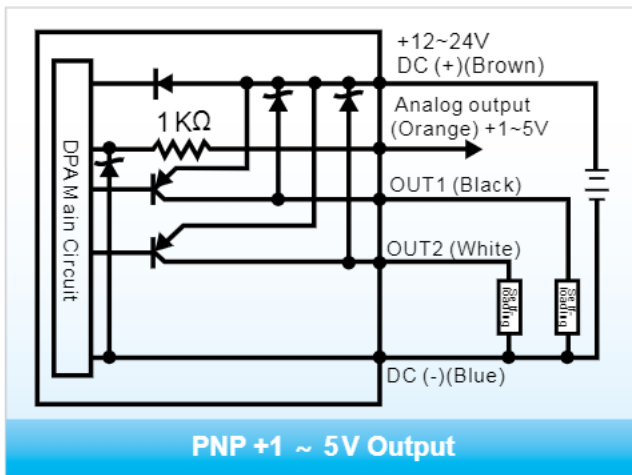 +12~24V
DC (+)(Brown)
Analog output
(Orange) +1~5V
1KΩ
OUT1 (Black)
OUT2 (White)
DPA Main Circuit
Self-
loading
Self-
loading
DC (-)(Blue)
PNP +1 ~ 5V Output